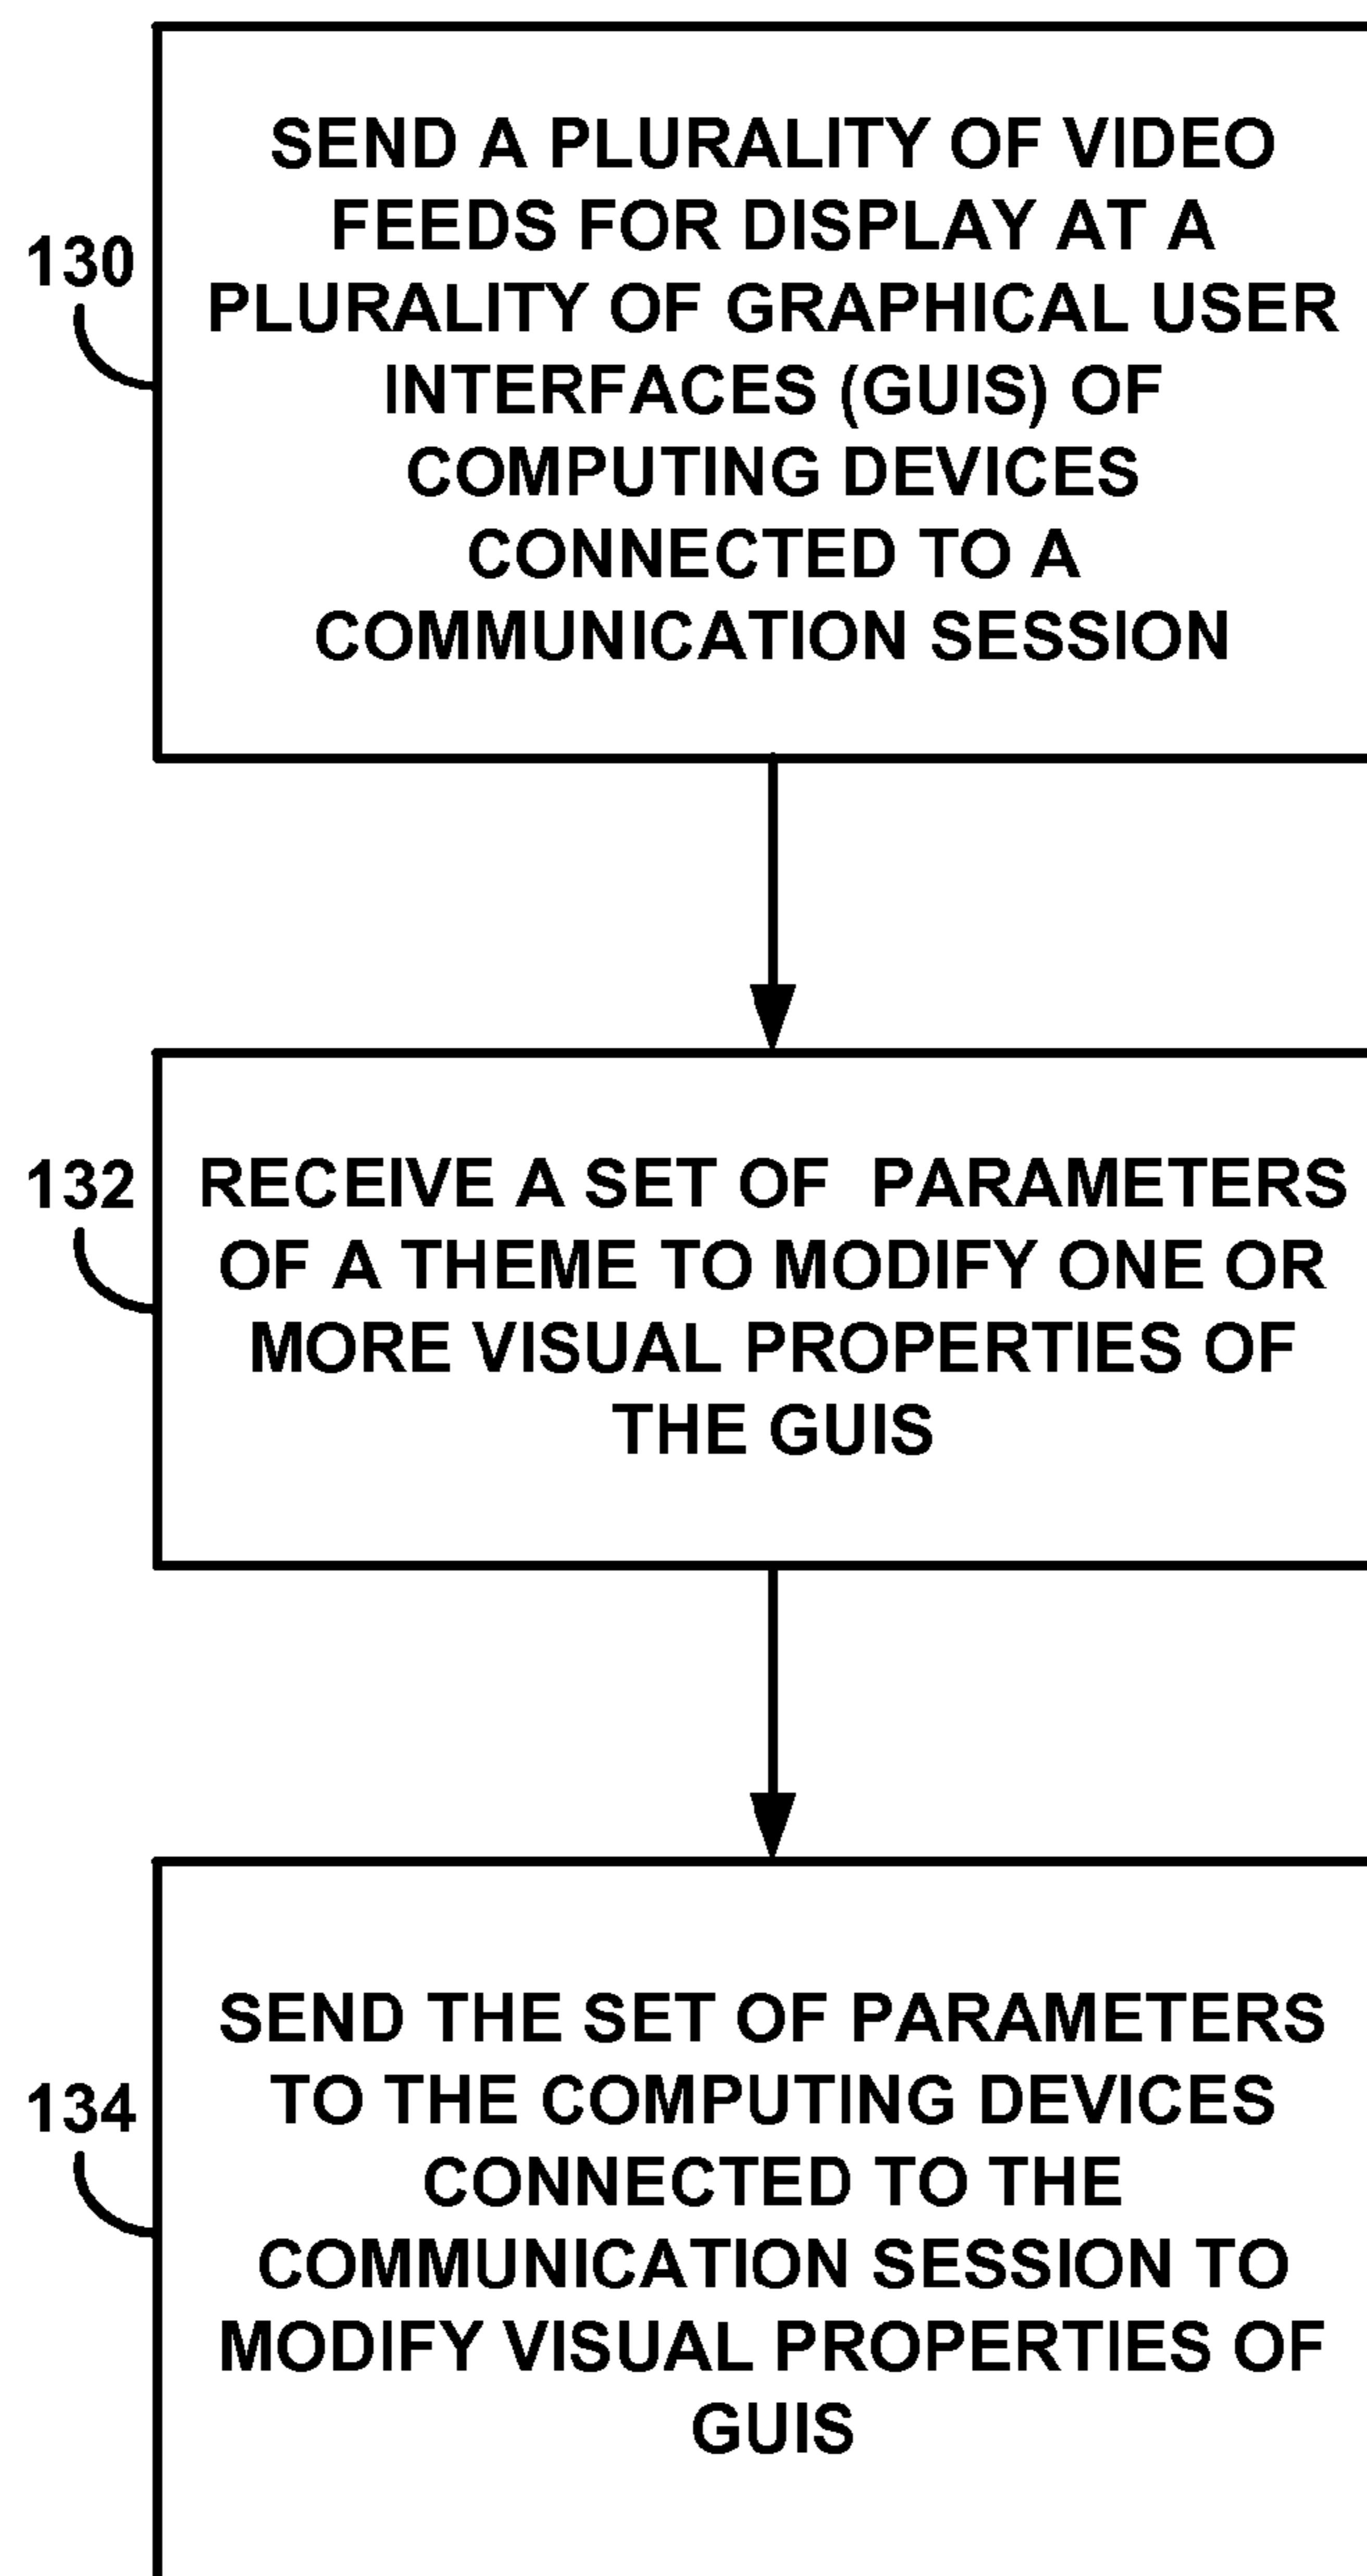 SEND A PLURALITY OF VIDEO
FEEDS FOR DISPLAY AT A
130
PLURALITY OF GRAPHICAL USER
INTERFACES (GUIS) OF
COMPUTING DEVICES
CONNECTED TO A
COMMUNICATION SESSION
132
RECEIVE A SET OF PARAMETERS
OF A THEME TO MODIFY ONE OR
MORE VISUAL PROPERTIES OF
THE GUIS
SEND THE SET OF PARAMETERS
134
TO THE COMPUTING DEVICES
CONNECTED TO THE
COMMUNICATION SESSION TO
MODIFY VISUAL PROPERTIES OF
GUIS